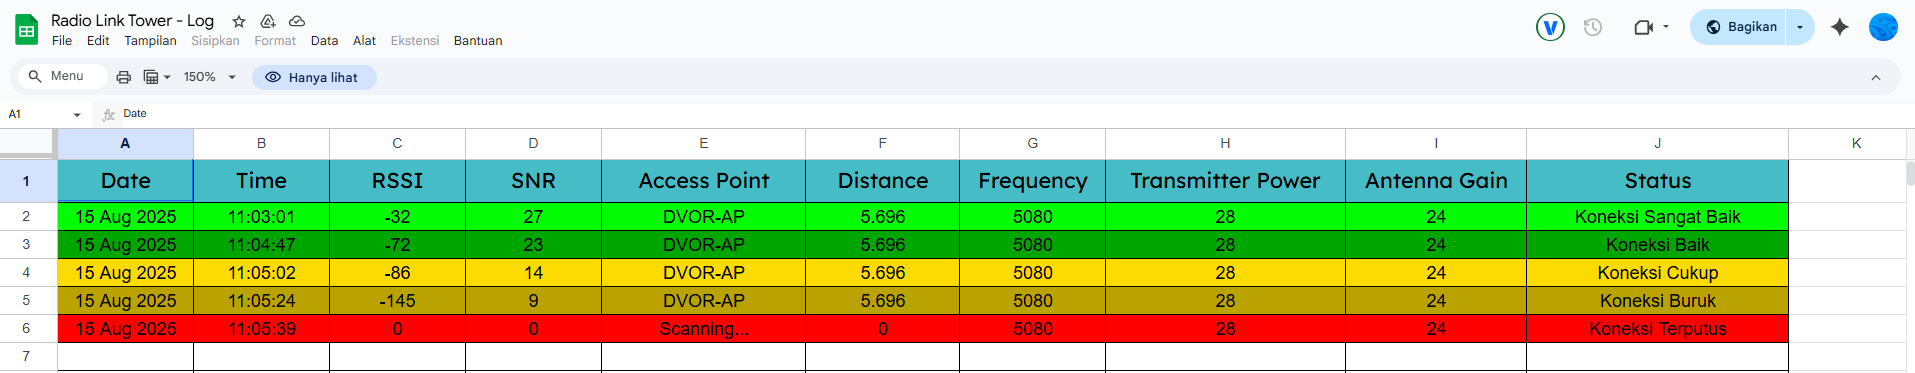 Radio Link Tower - Log
File Edit Tampilan Sisipkan Format Data Alat Ekstensi Bantuan
V
Bagikan
Menu 150% Hanya lihat
A1 fx Date
A B C D E F G H I J K
1 Date Time RSSI SNR Access Point Distance Frequency Transmitter Power Antenna Gain Status
2 15 Aug 2025 11:03:01 -32 27 DVOR-AP 5.696 5080 28 24 Koneksi Sangat Baik
3 15 Aug 2025 11:04:47 -72 23 DVOR-AP 5.696 5080 28 24 Koneksi Baik
4 15 Aug 2025 11:05:02 -86 14 DVOR-AP 5.696 5080 28 24 Koneksi Cukup
5 15 Aug 2025 11:05:24 -145 9 DVOR-AP 5.696 5080 28 24 Koneksi Buruk
6 15 Aug 2025 11:05:39 0 0 Scanning... 0 5080 28 24 Koneksi Terputus
7